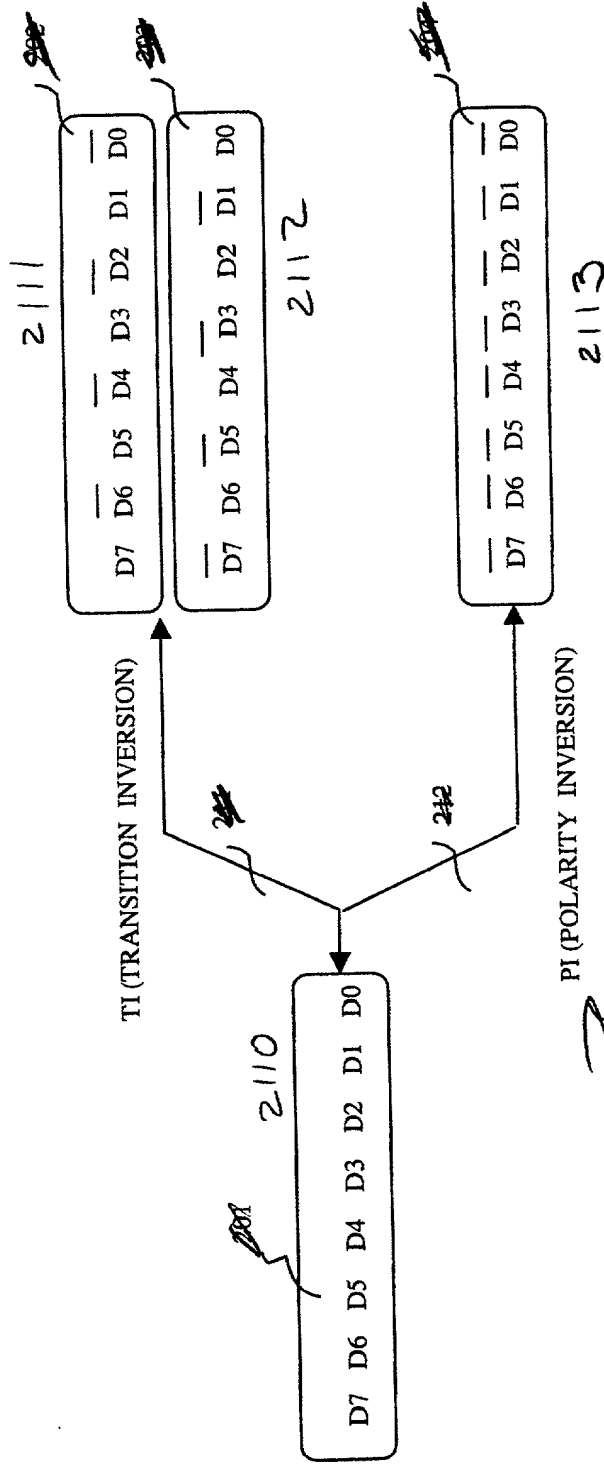 2111
D7 D6 D5 D4 D3 D2 D1 D0
D7 D6 D5 D4 D3 D2 D1 D0
2112
TI (TRANSITION INVERSION)
2110
D7 D6 D5 D4 D3 D2 D1 D0
212
PI (POLARITY INVERSION)
D7 D6 D5 D4 D3 D2 D1 D0
2113